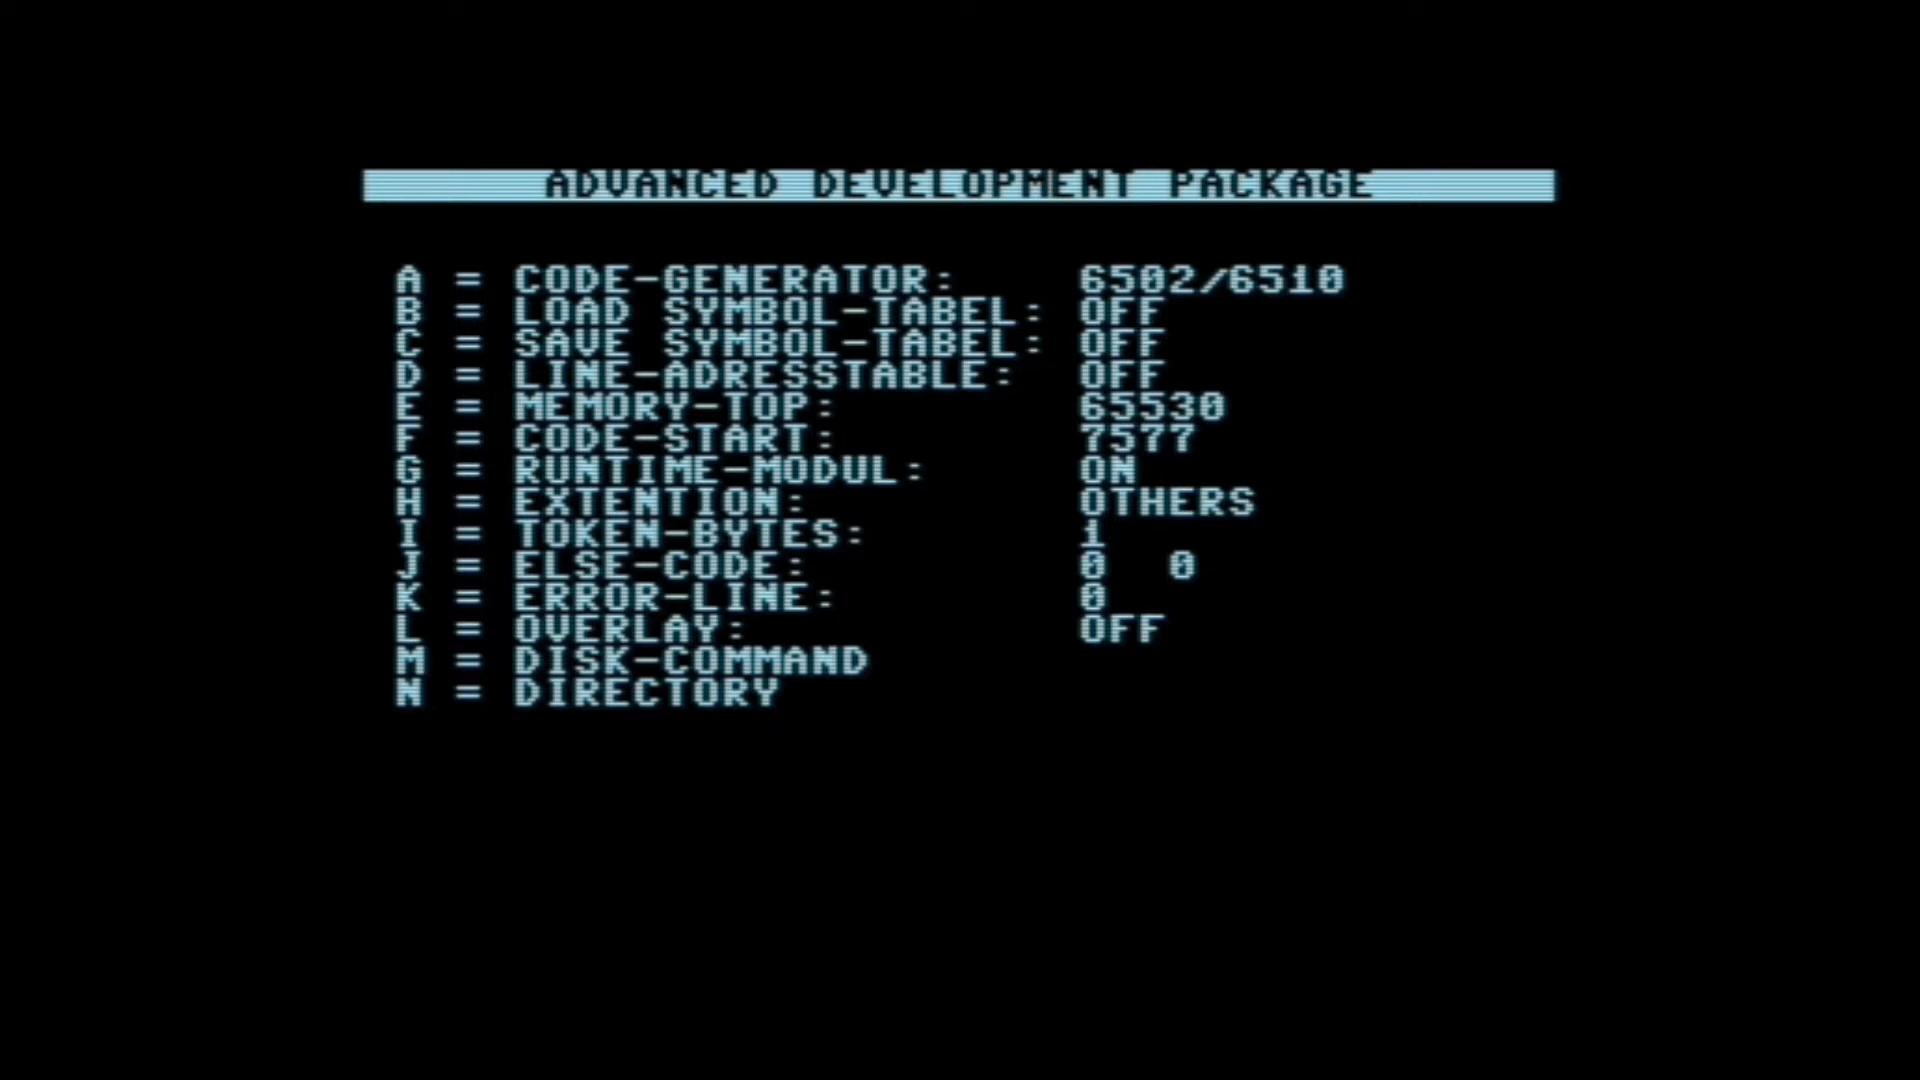 ADVANCED DEVELOPMENT PACKAGE
A = CODE-GENERATOR: 6502/6510
B = LOAD SYMBOL-TABEL: OFF
C = SAVE SYMBOL-TABEL: OFF
D = LINE-ADRESSTABLE: OFF
E = MEMORY-TOP: 65530
F = CODE-START: 7577
G = RUNTIME-MODUL: ON
H = EXTENTION: OTHERS
I = TOKEN-BYTES: 1
J = ELSE-CODE: 0 0
K = ERROR-LINE: 0
L = OVERLAY: OFF
M = DISK-COMMAND
N = DIRECTORY